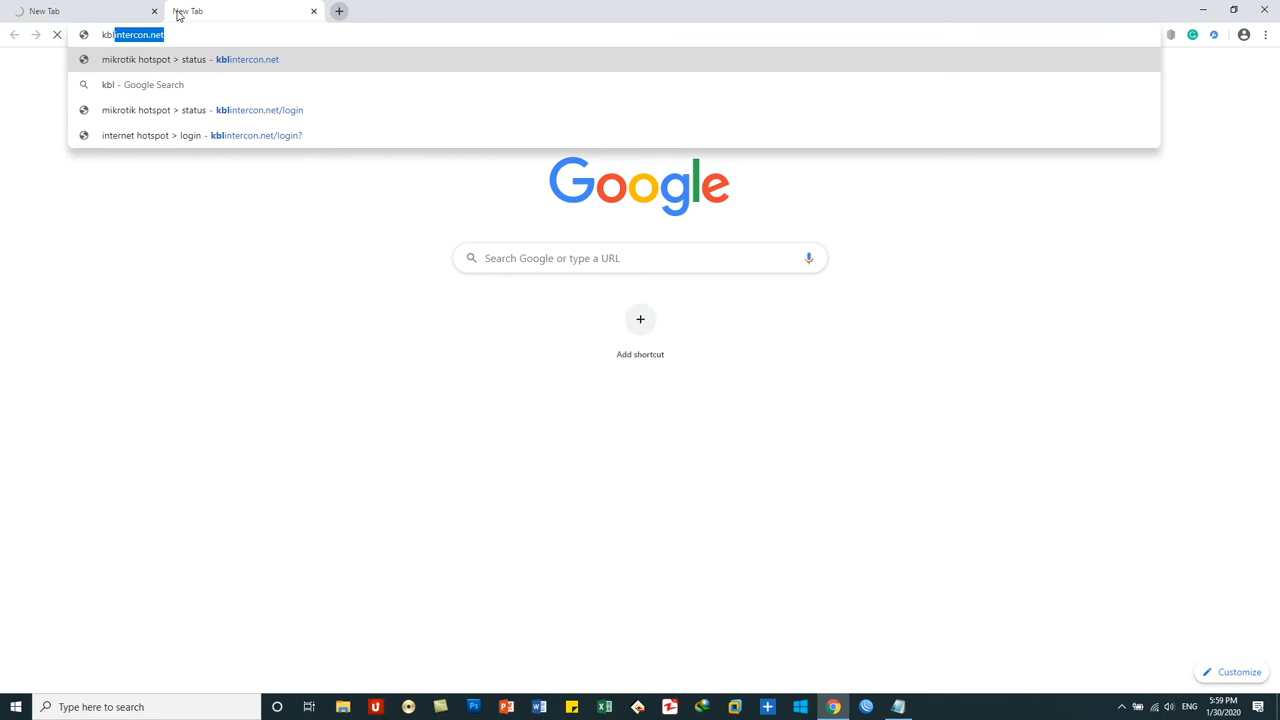 New Tab
New Tab
kblintercon.net
mikrotik hotspot > status - kblintercon.net
kbl - Google Search
mikrotik hotspot > status - kblintercon.net/login
internet hotspot > login - kblintercon.net/login?
Google
Search Google or type a URL
Add shortcut
Customize
Type here to search
ENG
5:59 PM
1/30/2020